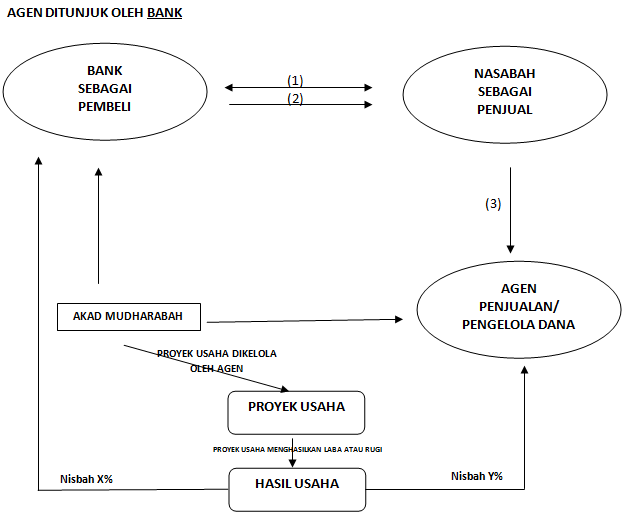 AGEN DITUNJUK OLEH BANK
BANK
SEBAGAI
PEMBELI
(1)
(2)
NASABAH
SEBAGAI
PENJUAL
(3)
AGEN
PENJUALAN/
PENGELOLA DANA
AKAD MUDHARABAH
PROYEK USAHA DIKELOLA
OLEH AGEN
PROYEK USAHA
PROYEK USAHA MENGHASILKAN LABA ATAU RUGI
Nisbah X%
HASIL USAHA
Nisbah Y%